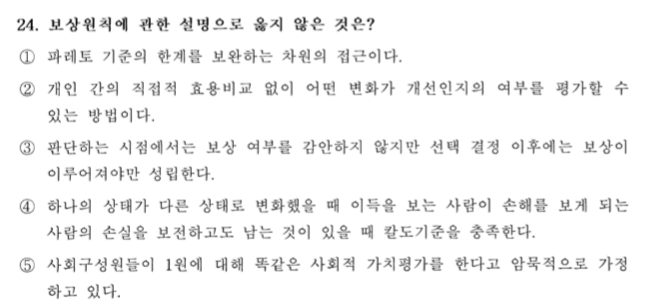 24. 보상원칙에 관한 설명으로 옳지 않은 것은?
① 파레토 기준의 한계를 보완하는 차원의 접근이다.
② 개인 간의 직접적 효용비교 없이 어떤 변화가 개선인지의 여부를 평가할 수
있는 방법이다.
③ 판단하는 시점에서는 보상 여부를 감안하지 않지만 선택 결정 이후에는 보상이
이루어져야만 성립한다.
④ 하나의 상태가 다른 상태로 변화했을 때 이득을 보는 사람이 손해를 보게 되는
사람의 손실을 보전하고도 남는 것이 있을 때 칼도기준을 충족한다.
⑤ 사회구성원들이 1원에 대해 똑같은 사회적 가치평가를 한다고 암묵적으로 가정
하고 있다.